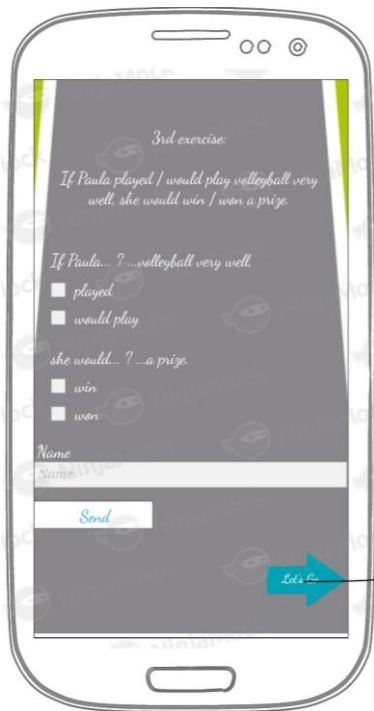 3rd exercise:
If Paula played / would play volleyball very
well, she would win / won a prize.
If Paula... ? ...volleyball very well,
played
would play
she would... ? ...a prize.
win
won
Name
Name
Send
Let's Go